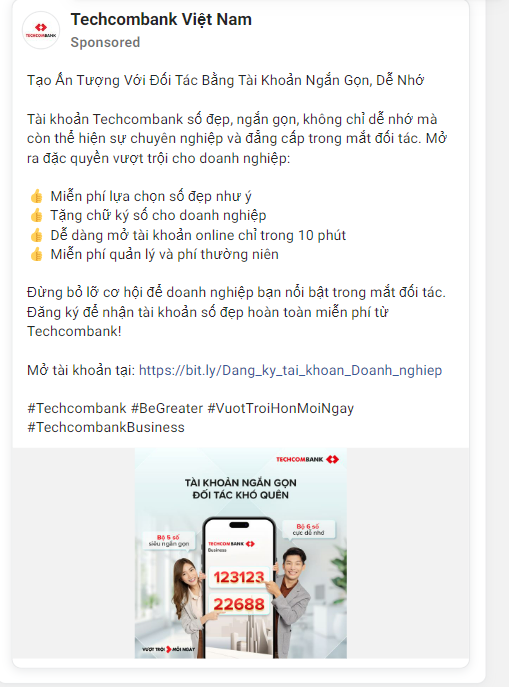 TECHCOMBANK
Techcombank Việt Nam
Sponsored
Tạo Ấn Tượng Với Đối Tác Bằng Tài Khoản Ngắn Gọn, Dễ Nhớ
Tài khoản Techcombank số đẹp, ngắn gọn, không chỉ dễ nhớ mà
còn thể hiện sự chuyên nghiệp và đẳng cấp trong mắt đối tác. Mở
ra đặc quyền vượt trội cho doanh nghiệp:
👍 Miễn phí lựa chọn số đẹp như ý
👍 Tặng chữ ký số cho doanh nghiệp
👍 Dễ dàng mở tài khoản online chỉ trong 10 phút
👍 Miễn phí quản lý và phí thường niên
Đừng bỏ lỡ cơ hội để doanh nghiệp bạn nổi bật trong mắt đối tác.
Đăng ký để nhận tài khoản số đẹp hoàn toàn miễn phí từ
Techcombank!
Mở tài khoản tại: https://bit.ly/Dang_ky_tai_khoan_Doanh_nghiep
#Techcombank #BeGreater #VuotTroiHonMoiNgay
#TechcombankBusiness
TECHCOMBANK
TÀI KHOẢN NGẮN GỌN
ĐỐI TÁC KHÓ QUÊN
Bộ 5 số
siêu ngắn gọn
Bộ 6 số
cực dễ nhớ
TECHCOMBANK
Business
123123
22688
VƯỢT TRỘI MỖI NGÀY